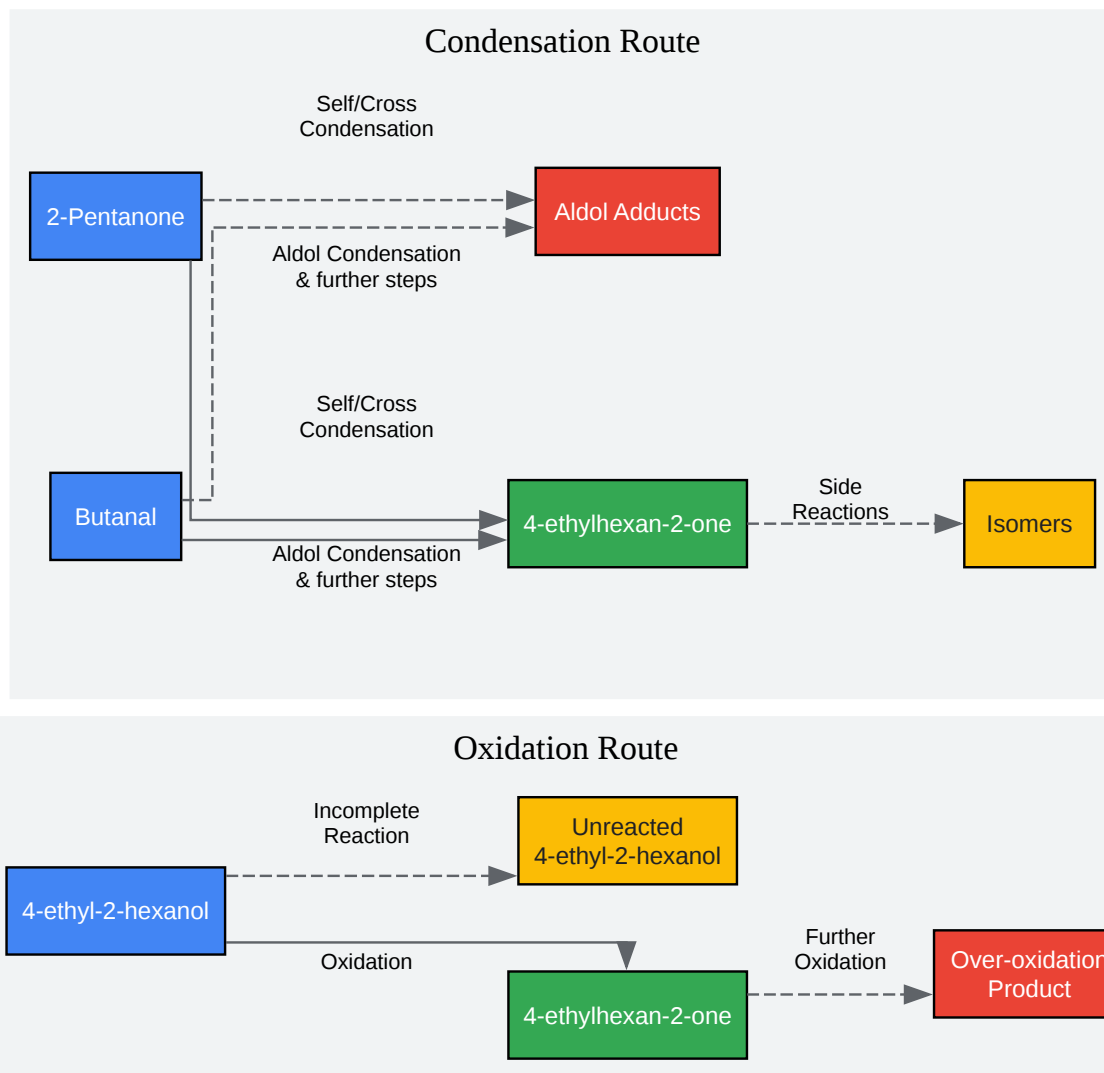 Condensation Route
Self/Cross
Condensation
2-Pentanone
Aldol Adducts
Aldol Condensation
& further steps
Self/Cross
Condensation
Butanal
4-ethylhexan-2-one
Side
Reactions
Isomers
Aldol Condensation
& further steps
Oxidation Route
Incomplete
Reaction
Unreacted
4-ethyl-2-hexanol
4-ethyl-2-hexanol
Oxidation
Further
Oxidation
Over-oxidation
Product
4-ethylhexan-2-one